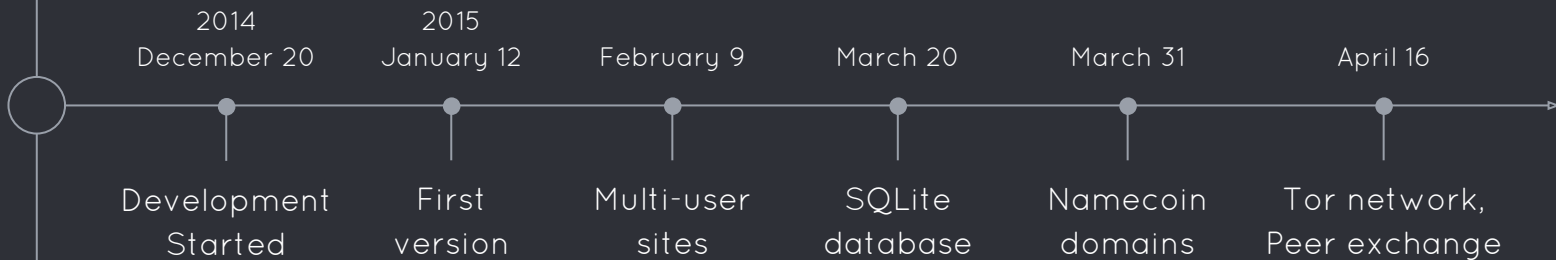 2014
December 20
2015
January 12
February 9
March 20
March 31
April 16
Development
Started
First
version
Multi-user
sites
SQLite
database
Namecoin
domains
Tor network,
Peer exchange